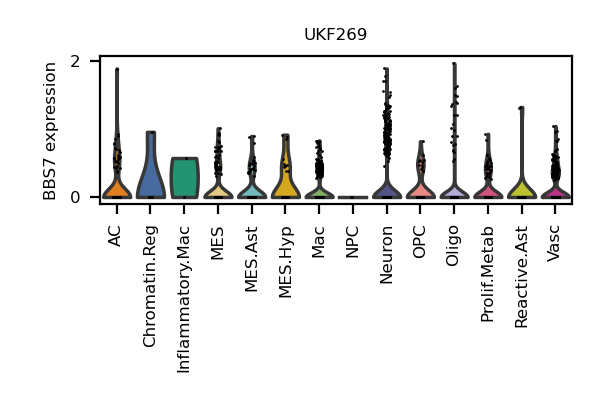 UKF269
BBS7 expression
2
0
AC
Chromatin.Reg
Inflammatory.Mac
MES
MES.Ast
MES.Hyp
Mac
NPC
Neuron
OPC
Oligo
Prolif.Metab
Reactive.Ast
Vasc